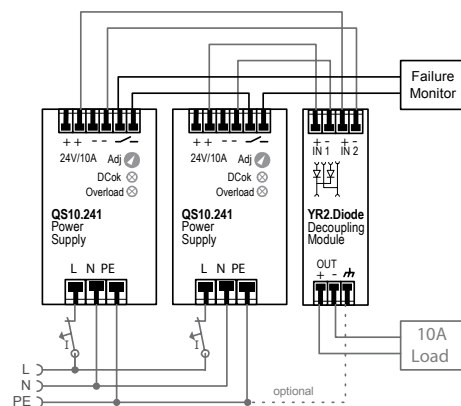 Failure
Monitor
+ + - -
24V/10A Adj
DCok
Overload
QS10.241
Power
Supply
L N PE
I
+ + - -
24V/10A Adj
DCok
Overload
QS10.241
Power
Supply
L N PE
I
+ - + -
IN 1 IN 2
YR2.Diode
Decoupling
Module
OUT
+ -
10A
Load
L
N
PE
optional